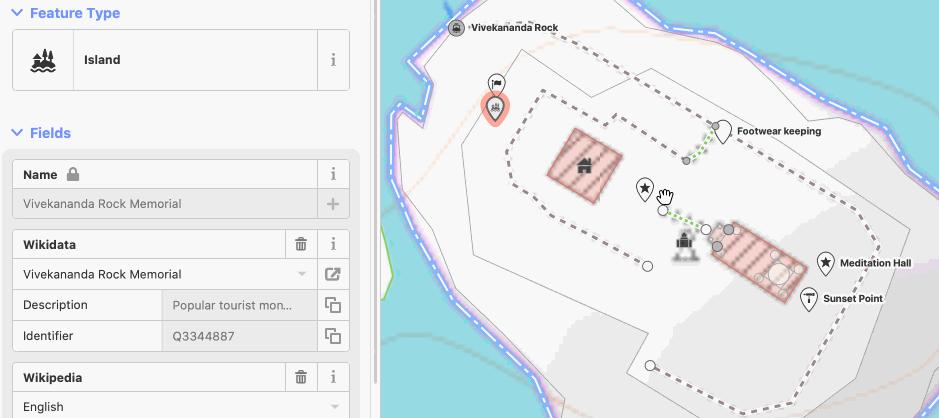 Feature Type
Island
Fields
Name
Vivekananda Rock Memorial
Wikidata
Vivekananda Rock Memorial
Description Popular tourist mon...
Identifier Q3344887
Wikipedia
English
Vivekananda Rock
Footwear keeping
Meditation Hall
Sunset Point